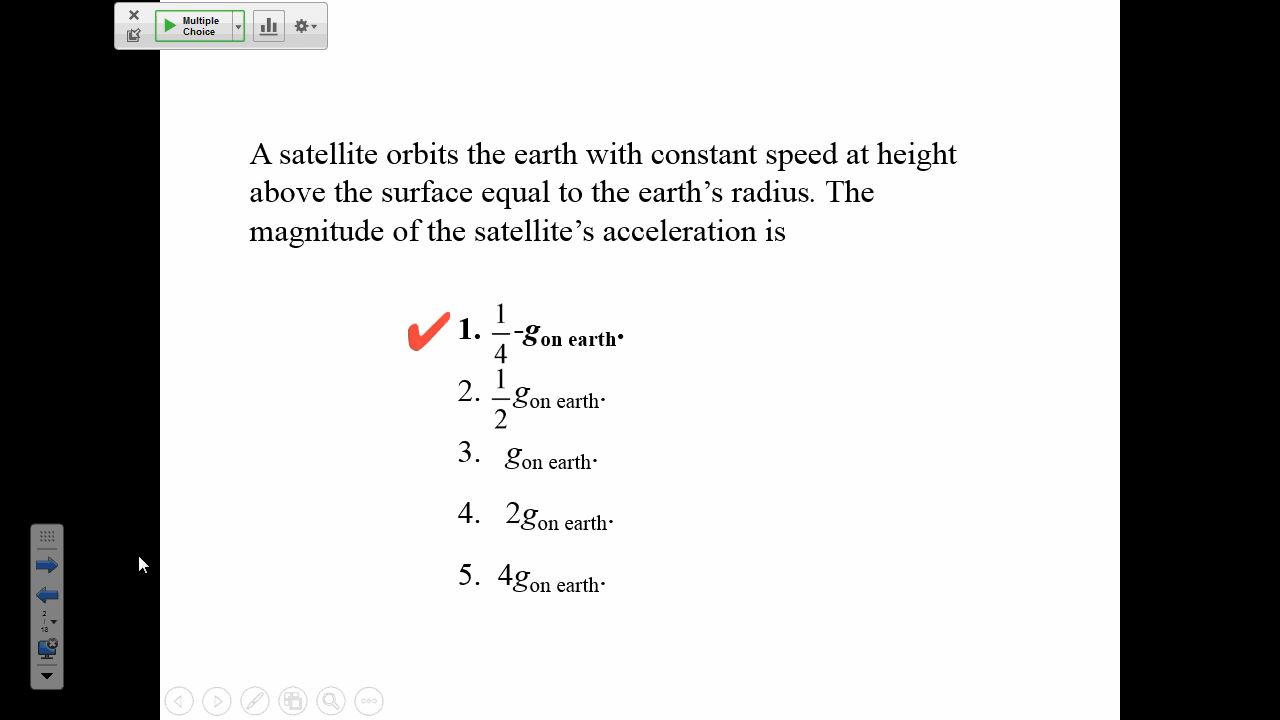 Multiple
Choice
A satellite orbits the earth with constant speed at height
above the surface equal to the earth’s radius. The
magnitude of the satellite’s acceleration is
1. 1/4 -g on earth.
2. 1/2 g on earth.
3. g on earth.
4. 2g on earth.
5. 4g on earth.
2
/
18